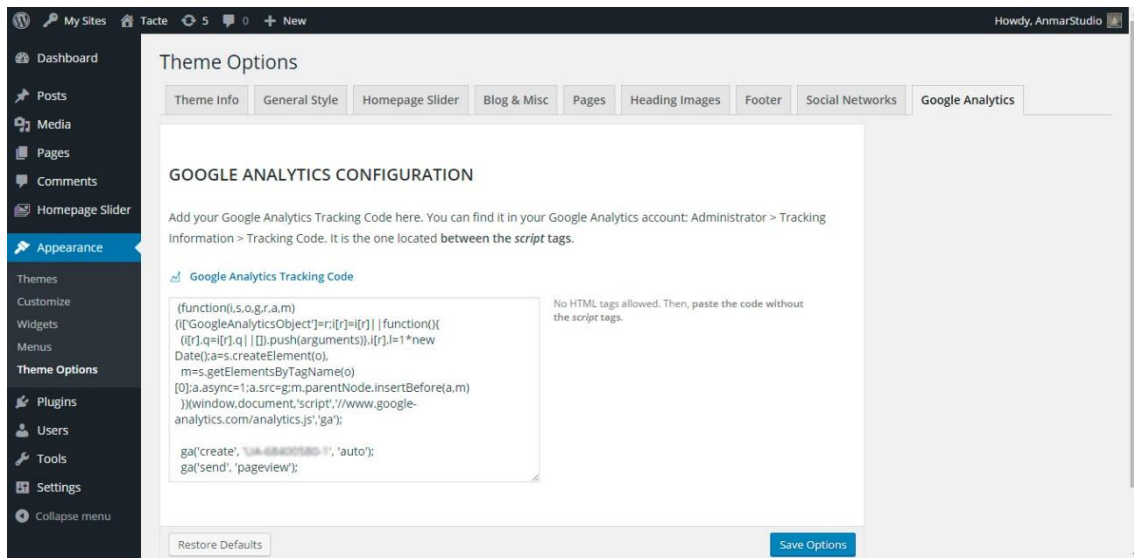 My Sites Tacte 5 0 + New Howdy, AnmarStudio
Dashboard
Posts
Media
Pages
Comments
Homepage Slider
Appearance
Themes
Customize
Widgets
Menus
Theme Options
Plugins
Users
Tools
Settings
Collapse menu
Theme Options
Theme Info General Style Homepage Slider Blog & Misc Pages Heading Images Footer Social Networks Google Analytics
GOOGLE ANALYTICS CONFIGURATION
Add your Google Analytics Tracking Code here. You can find it in your Google Analytics account: Administrator > Tracking
Information > Tracking Code. It is the one located between the script tags.
Google Analytics Tracking Code
(function(i,s,o,g,r,a,m)
{i['GoogleAnalyticsObject']=r;i[r]=i[r]||function(){
(i[r].q=i[r].q||[]).push(arguments)},i[r].l=1*new
Date();a=s.createElement(o),
m=s.getElementsByTagName(o)
[0];a.async=1;a.src=g;m.parentNode.insertBefore(a,m)
})(window,document,'script','//www.google-
analytics.com/analytics.js','ga');
ga('create', '', 'auto');
ga('send', 'pageview');
No HTML tags allowed. Then, paste the code without
the script tags.
Restore Defaults Save Options